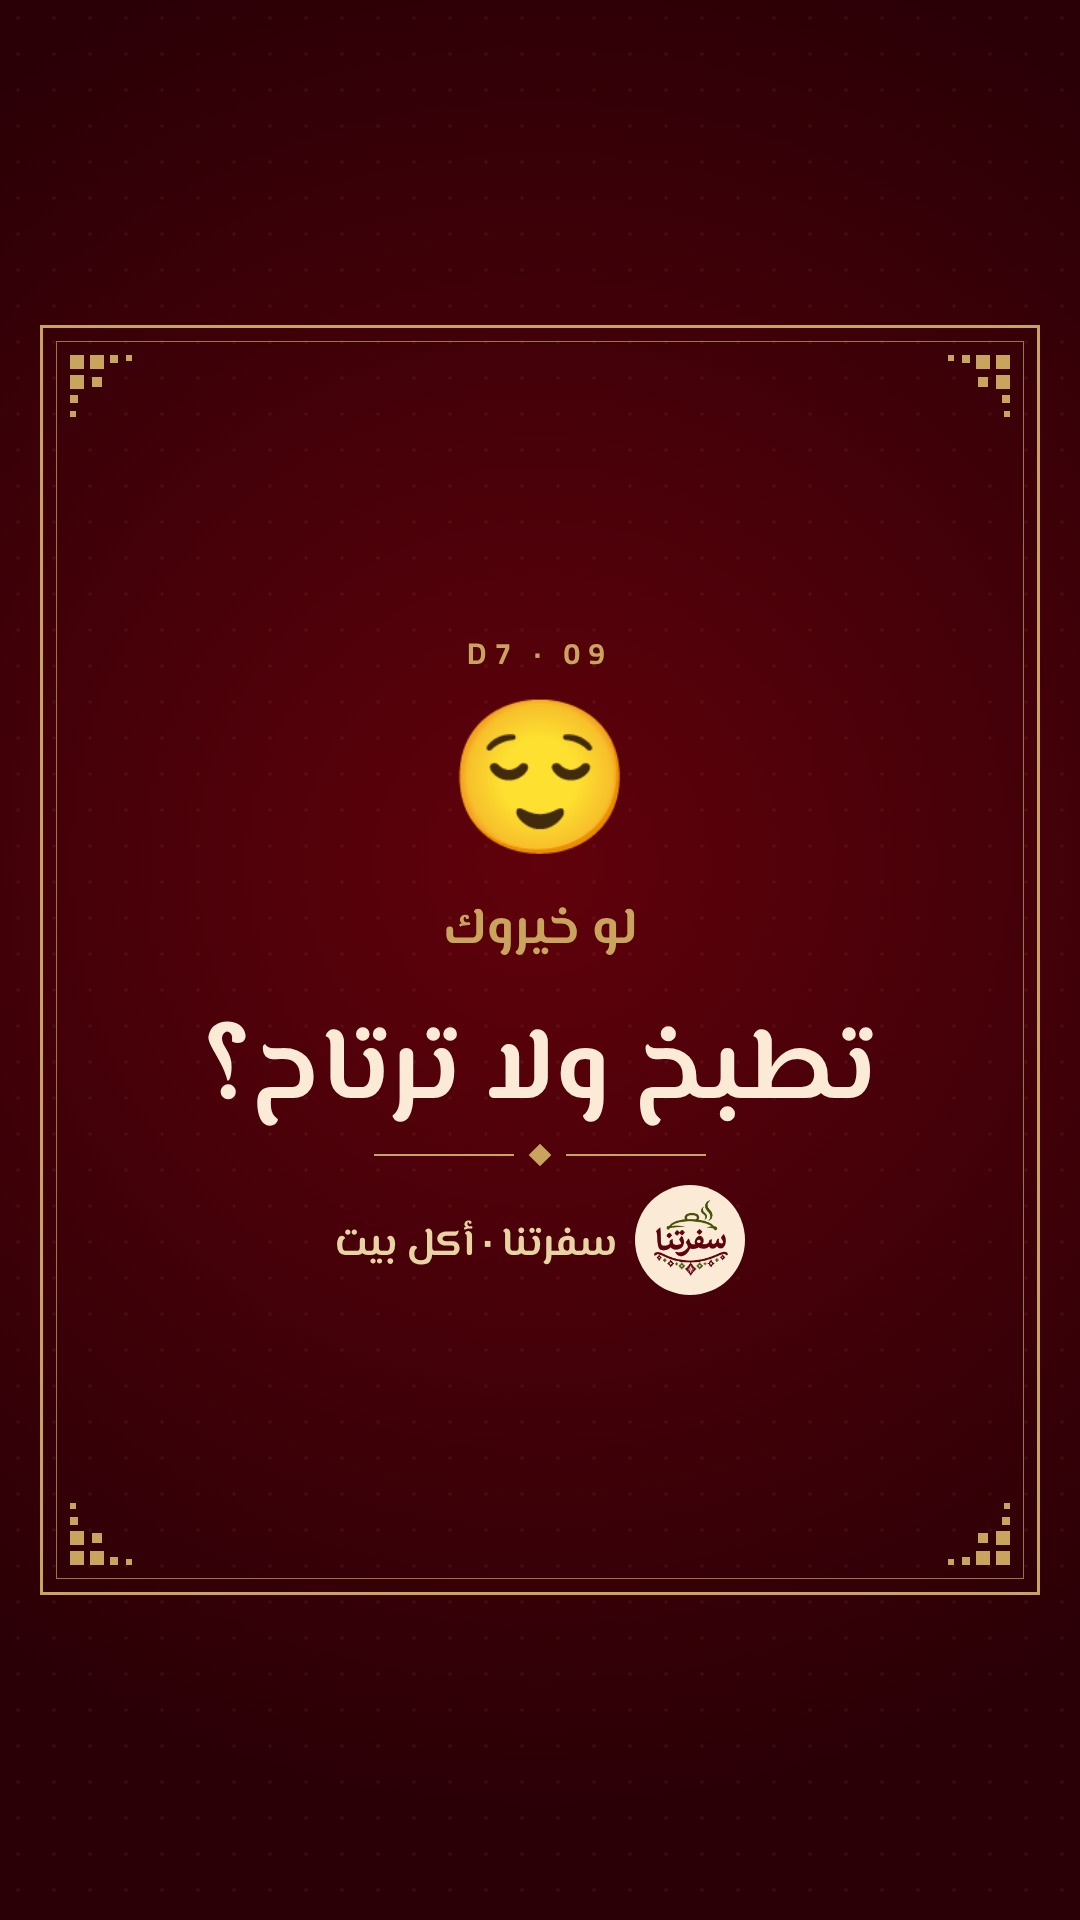 D7 · 09
لو خيروك
تطبخ ولا ترتاح؟
سفرتنا
سفرتنا · أكل بيت